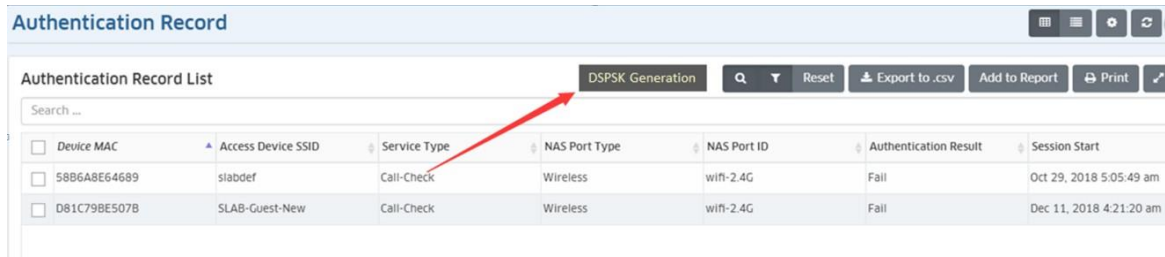 Authentication Record
Authentication Record List
DSPSK Generation
Reset
Export to .csv
Add to Report
Print
Search ...
Device MAC Access Device SSID Service Type NAS Port Type NAS Port ID Authentication Result Session Start
58B6A8E64689 slabdef Call-Check Wireless wifi-2.4G Fail Oct 29, 2018 5:05:49 am
D81C79BE507B SLAB-Guest-New Call-Check Wireless wifi-2.4G Fail Dec 11, 2018 4:21:20 am